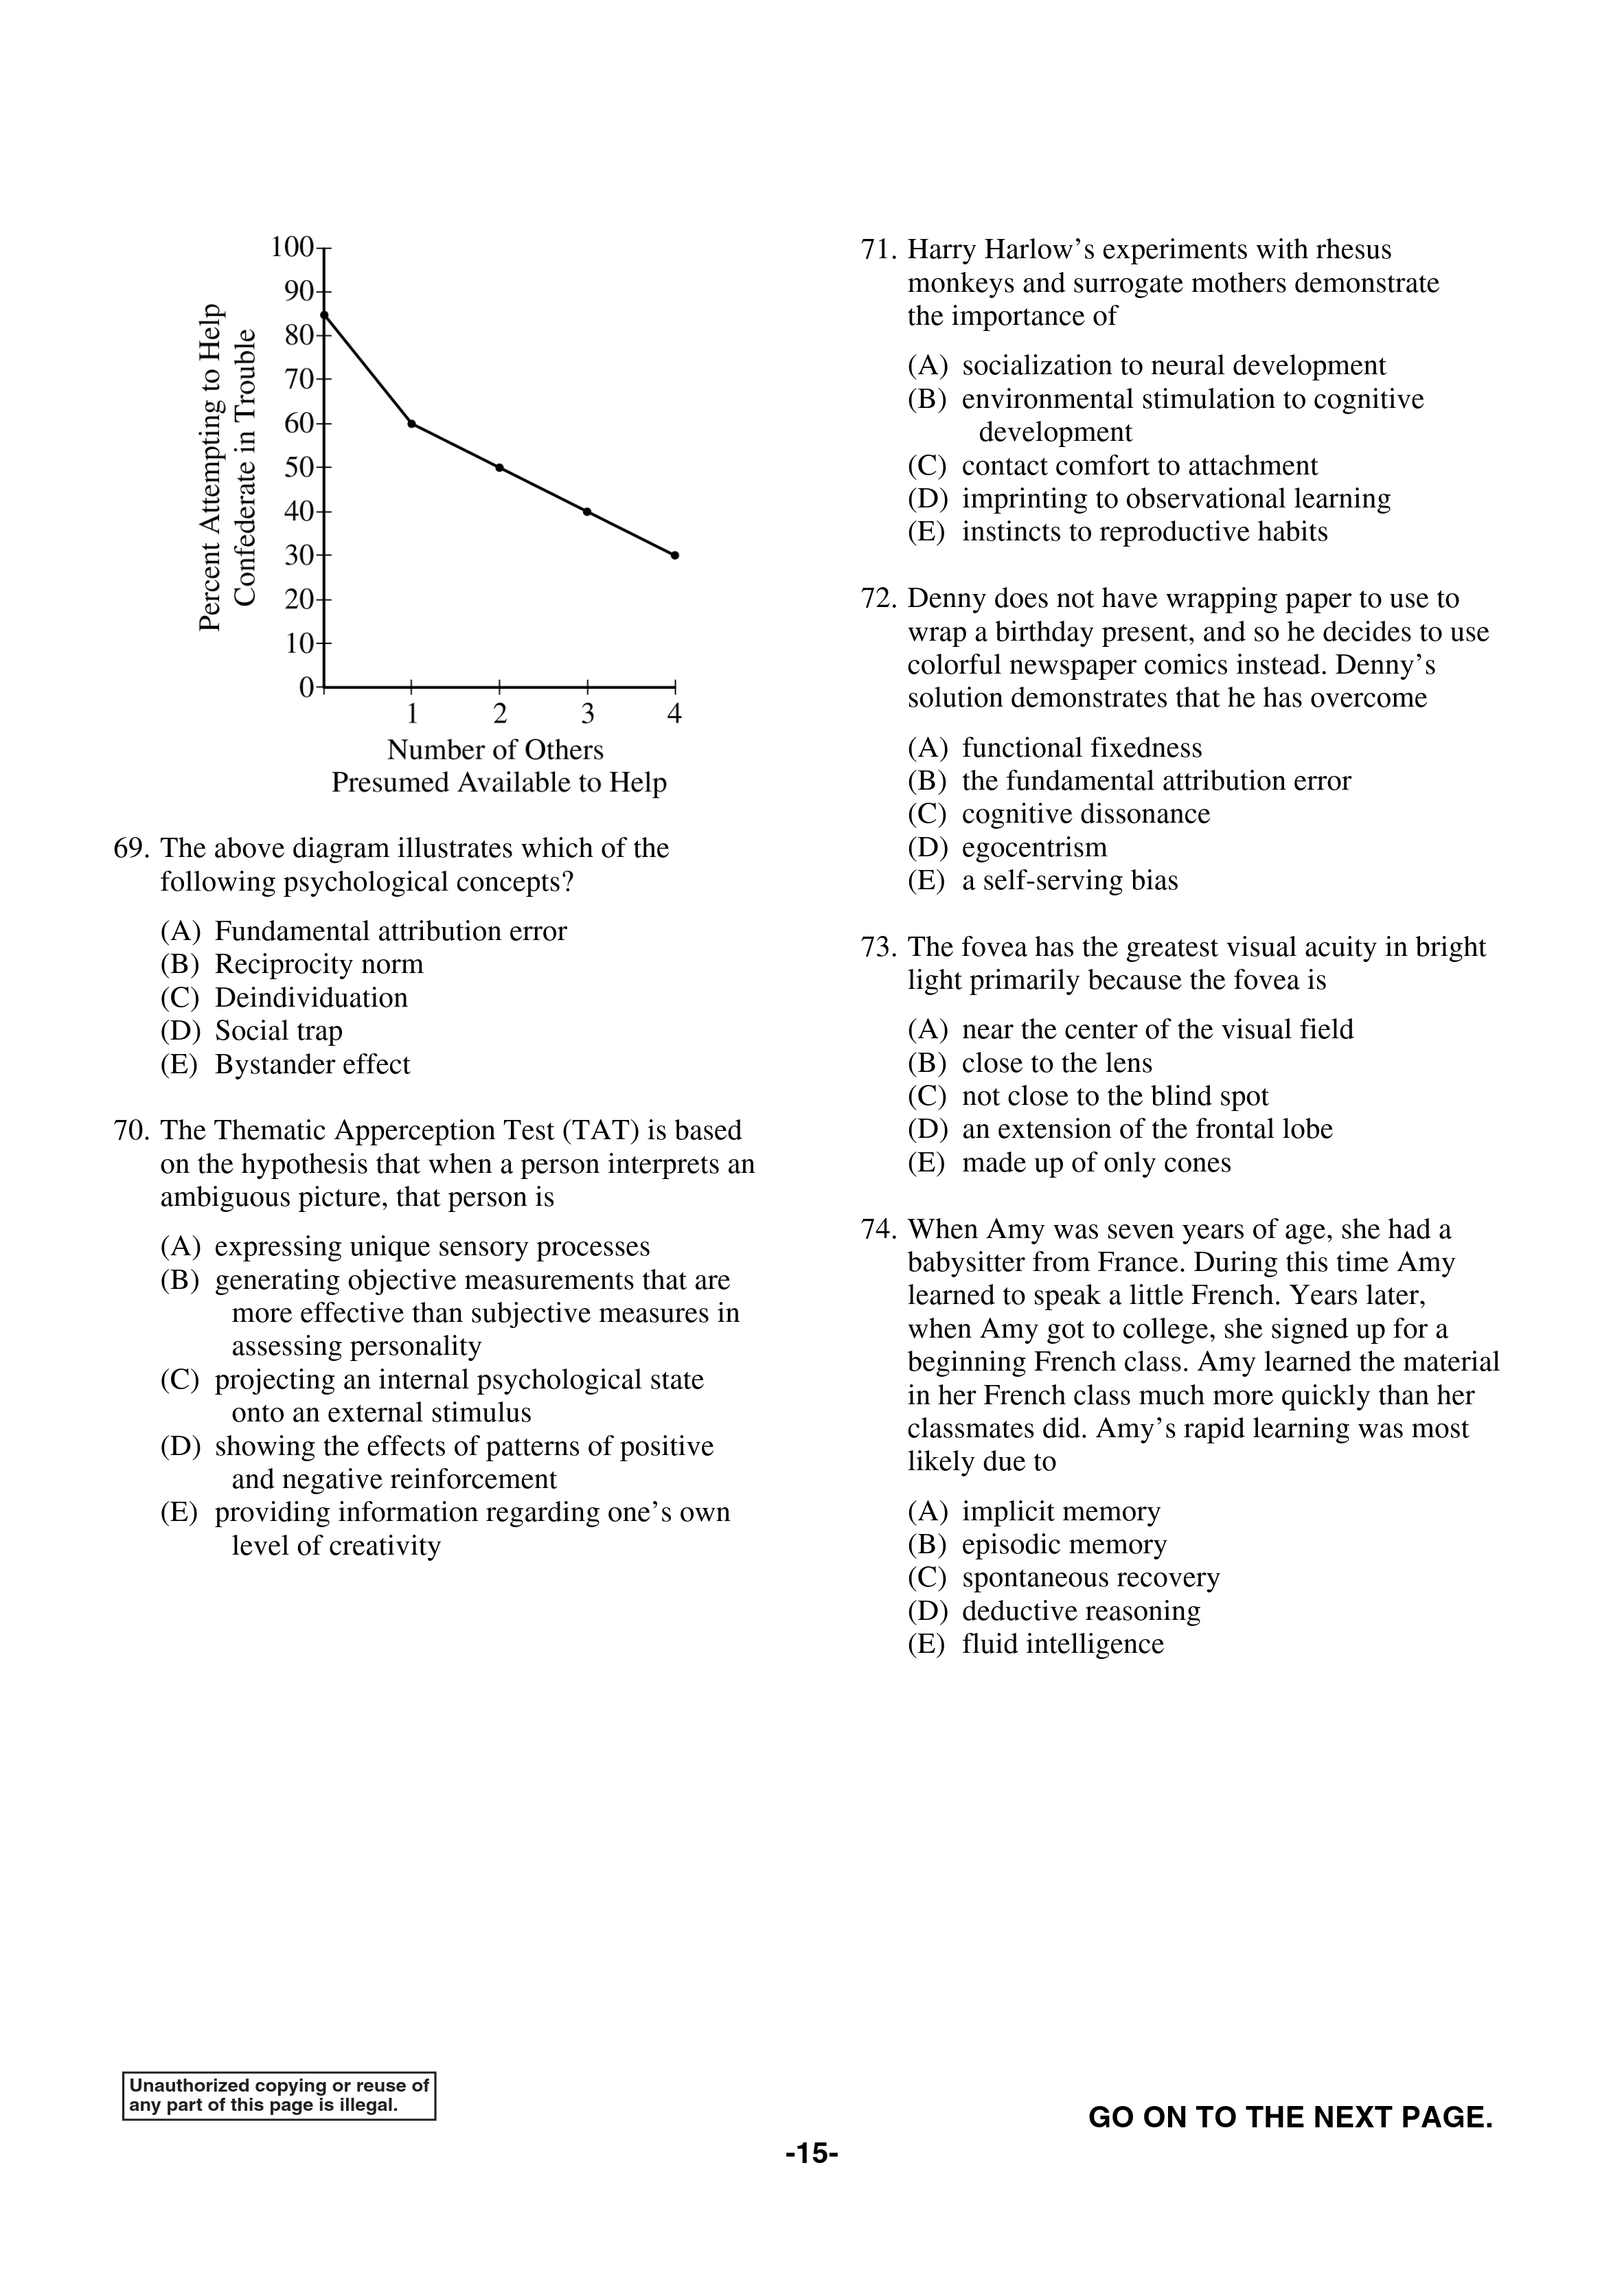 100
90
80
70
60
50
40
30
20
10
0
Percent Attempting to Help
Confederate in Trouble
1 2 3 4
Number of Others
Presumed Available to Help
69. The above diagram illustrates which of the
following psychological concepts?
(A) Fundamental attribution error
(B) Reciprocity norm
(C) Deindividuation
(D) Social trap
(E) Bystander effect
70. The Thematic Apperception Test (TAT) is based
on the hypothesis that when a person interprets an
ambiguous picture, that person is
(A) expressing unique sensory processes
(B) generating objective measurements that are
more effective than subjective measures in
assessing personality
(C) projecting an internal psychological state
onto an external stimulus
(D) showing the effects of patterns of positive
and negative reinforcement
(E) providing information regarding one's own
level of creativity
71. Harry Harlow's experiments with rhesus
monkeys and surrogate mothers demonstrate
the importance of
(A) socialization to neural development
(B) environmental stimulation to cognitive
development
(C) contact comfort to attachment
(D) imprinting to observational learning
(E) instincts to reproductive habits
72. Denny does not have wrapping paper to use to
wrap a birthday present, and so he decides to use
colorful newspaper comics instead. Denny's
solution demonstrates that he has overcome
(A) functional fixedness
(B) the fundamental attribution error
(C) cognitive dissonance
(D) egocentrism
(E) a self-serving bias
73. The fovea has the greatest visual acuity in bright
light primarily because the fovea is
(A) near the center of the visual field
(B) close to the lens
(C) not close to the blind spot
(D) an extension of the frontal lobe
(E) made up of only cones
74. When Amy was seven years of age, she had a
babysitter from France. During this time Amy
learned to speak a little French. Years later,
when Amy got to college, she signed up for a
beginning French class. Amy learned the material
in her French class much more quickly than her
classmates did. Amy's rapid learning was most
likely due to
(A) implicit memory
(B) episodic memory
(C) spontaneous recovery
(D) deductive reasoning
(E) fluid intelligence
Unauthorized copying or reuse of
any part of this page is illegal.
GO ON TO THE NEXT PAGE.
-15-